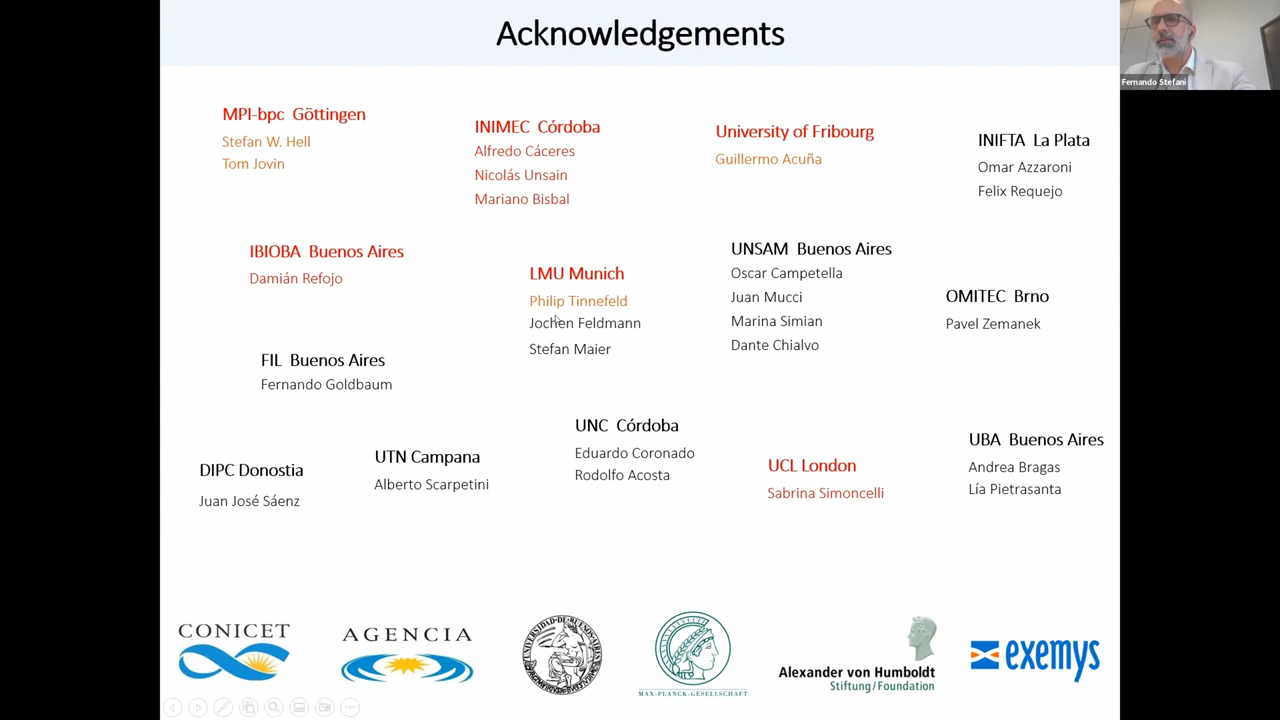 Acknowledgements
Fernando Stefani
MPI-bpc Göttingen
Stefan W. Hell
Tom Jovin
INIMEC Córdoba
Alfredo Cáceres
Nicolás Unsain
Mariano Bisbal
University of Fribourg
Guillermo Acuña
INIFTA La Plata
Omar Azzaroni
Felix Requejo
IBIOBA Buenos Aires
Damián Refojo
LMU Munich
Philip Tinnefeld
Jochen Feldmann
Stefan Maier
UNSAM Buenos Aires
Oscar Campetella
Juan Mucci
Marina Simian
Dante Chialvo
OMITEC Brno
Pavel Zemanek
FIL Buenos Aires
Fernando Goldbaum
DIPC Donostia
Juan José Sáenz
UTN Campana
Alberto Scarpetini
UNC Córdoba
Eduardo Coronado
Rodolfo Acosta
UCL London
Sabrina Simoncelli
UBA Buenos Aires
Andrea Bragas
Lía Pietrasanta
CONICET
AGENCIA
UNIVERSIDAD DE BUENOS AIRES
MAX-PLANCK-GESELLSCHAFT
Alexander von Humboldt
Stiftung/Foundation
exemys